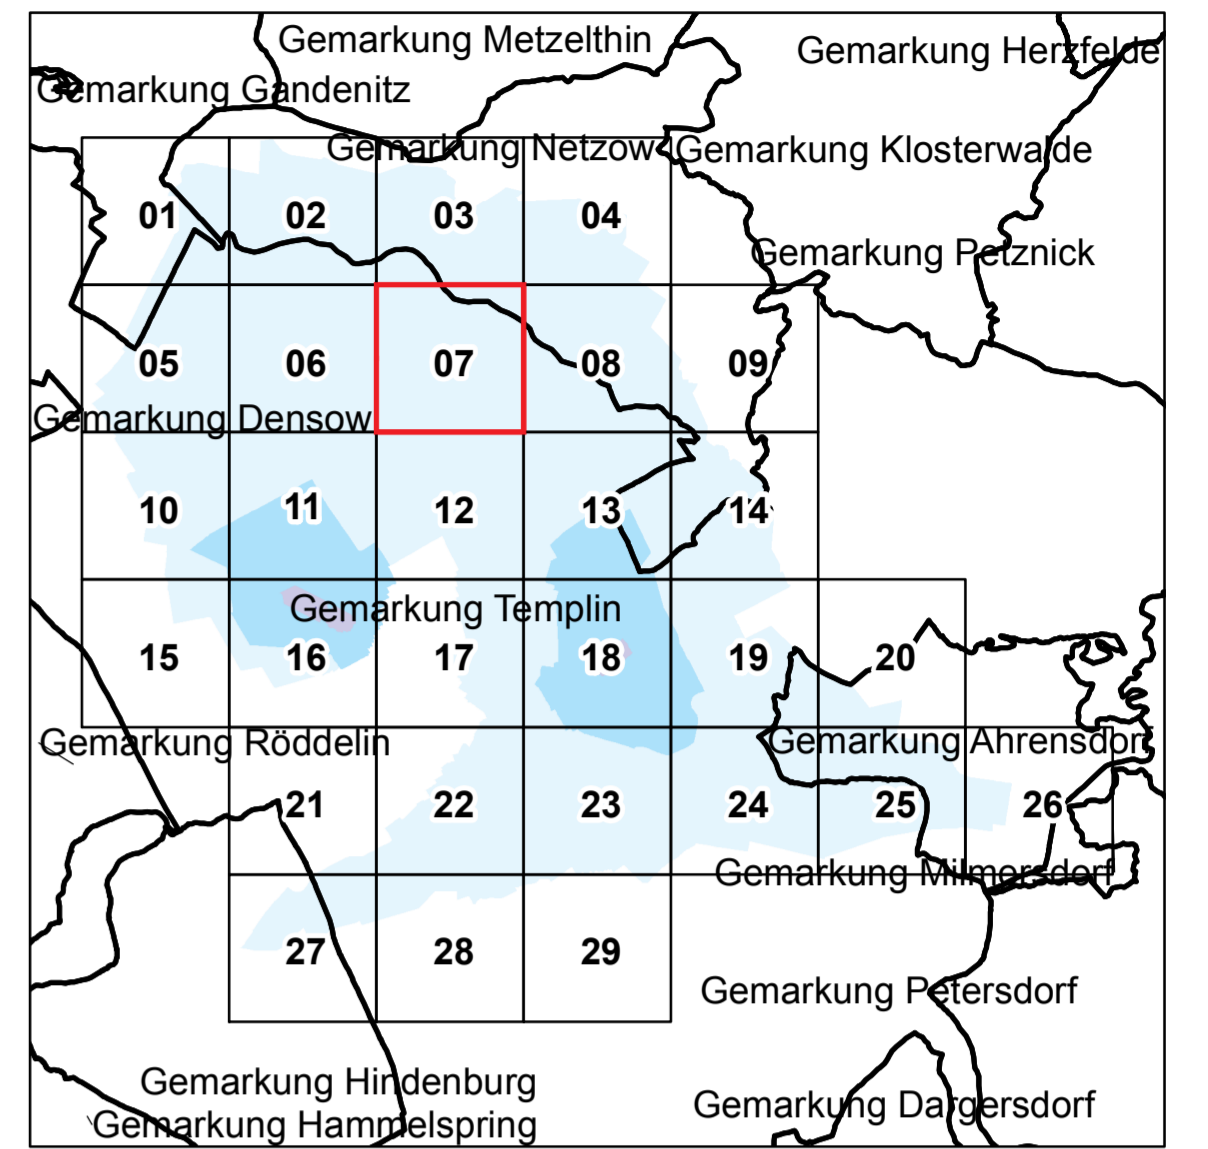 Gemarkung Metzelthin
Gemarkung Herzfelde
Gemarkung Gandenitz
Gemarkung Netzow
Gemarkung Klosterwalde
01
02
03
04
Gemarkung Petznick
05
06
07
08
09
Gemarkung Densow
10
11
12
13
14
Gemarkung Templin
15
16
17
18
19
20
Gemarkung Röddelin
Gemarkung Ahrensdorf
21
22
23
24
25
26
Gemarkung Milmersdorf
27
28
29
Gemarkung Petersdorf
Gemarkung Hindenburg
Gemarkung Dargersdorf
Gemarkung Hammelspring